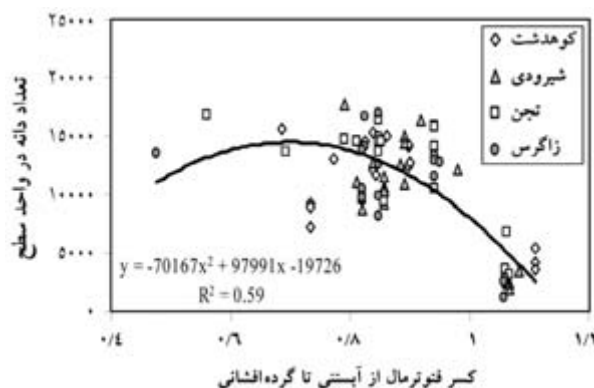 ۲۵۰۰۰
۲۰۰۰۰
۱۵۰۰۰
۱۰۰۰۰
۵۰۰۰
۰
تعداد دانه در واحد سطح
کوهدشت
شیرودی
تجن
زاگرس
y = -70167x² + 97991x -19726
R² = 0.59
۰/۴ ۰/۶ ۰/۸ ۱ ۱/۲
کسر فتوترمال از آبستنی تا گرده‌افشانی